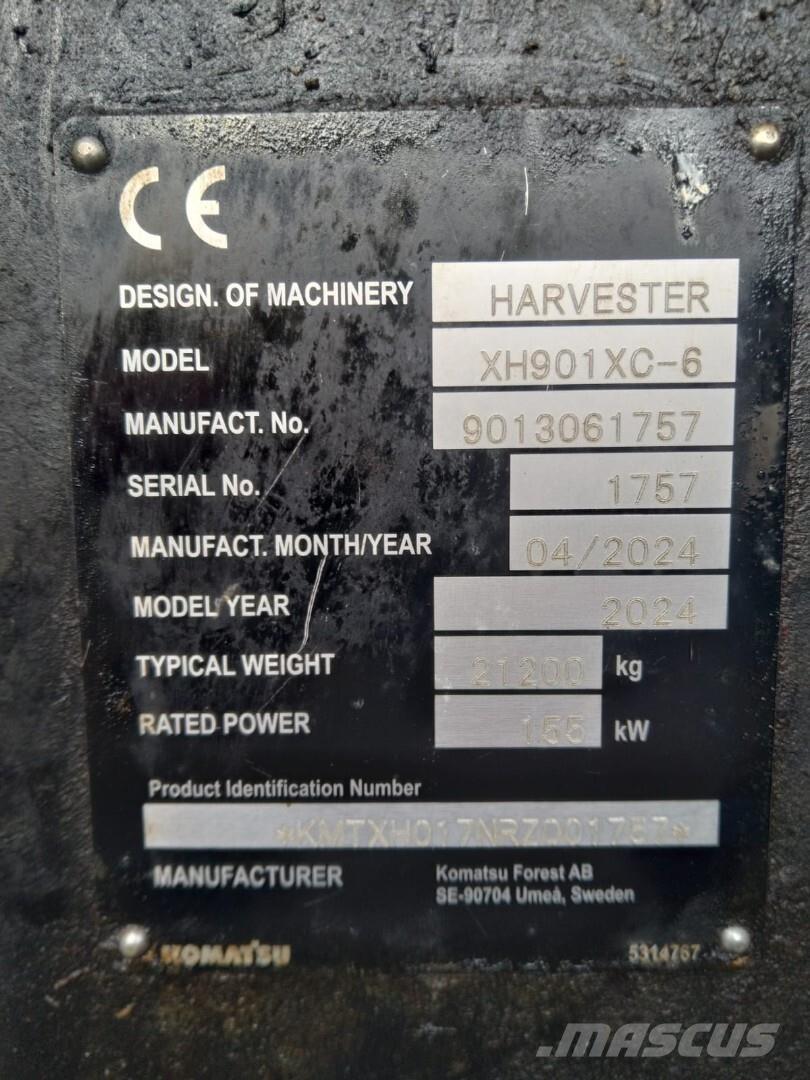 CE
DESIGN. OF MACHINERY HARVESTER
MODEL XH901XC-6
MANUFACT. No. 9013061757
SERIAL No. 1757
MANUFACT. MONTH/YEAR 04/2024
MODEL YEAR 2024
TYPICAL WEIGHT 21200 kg
RATED POWER 155 kW
Product Identification Number
*KMTXH017NRZ001757*
MANUFACTURER Komatsu Forest AB
SE-90704 Umeå, Sweden
KOMATSU 5314767
MASCUS